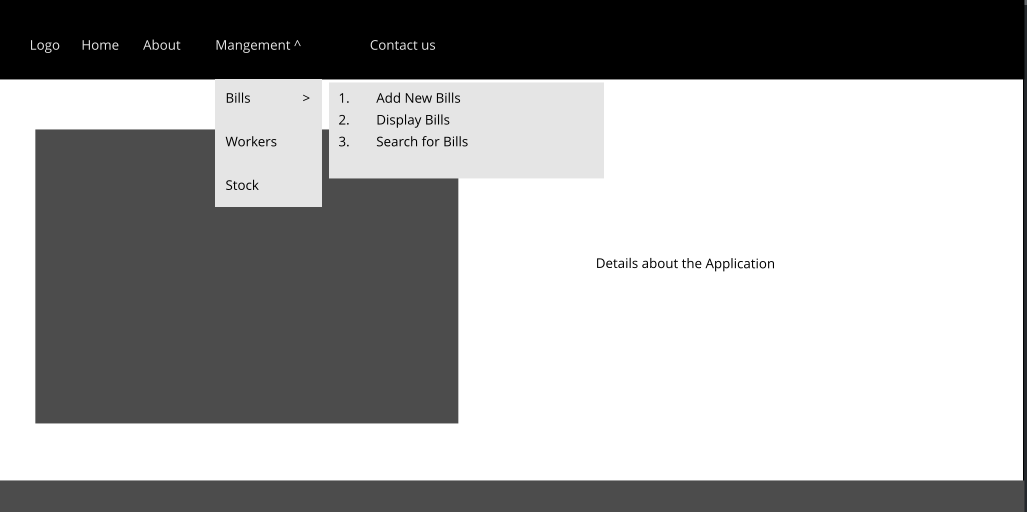 Logo Home About Mangement ^ Contact us
Bills >
Workers
Stock
1. Add New Bills
2. Display Bills
3. Search for Bills
Details about the Application